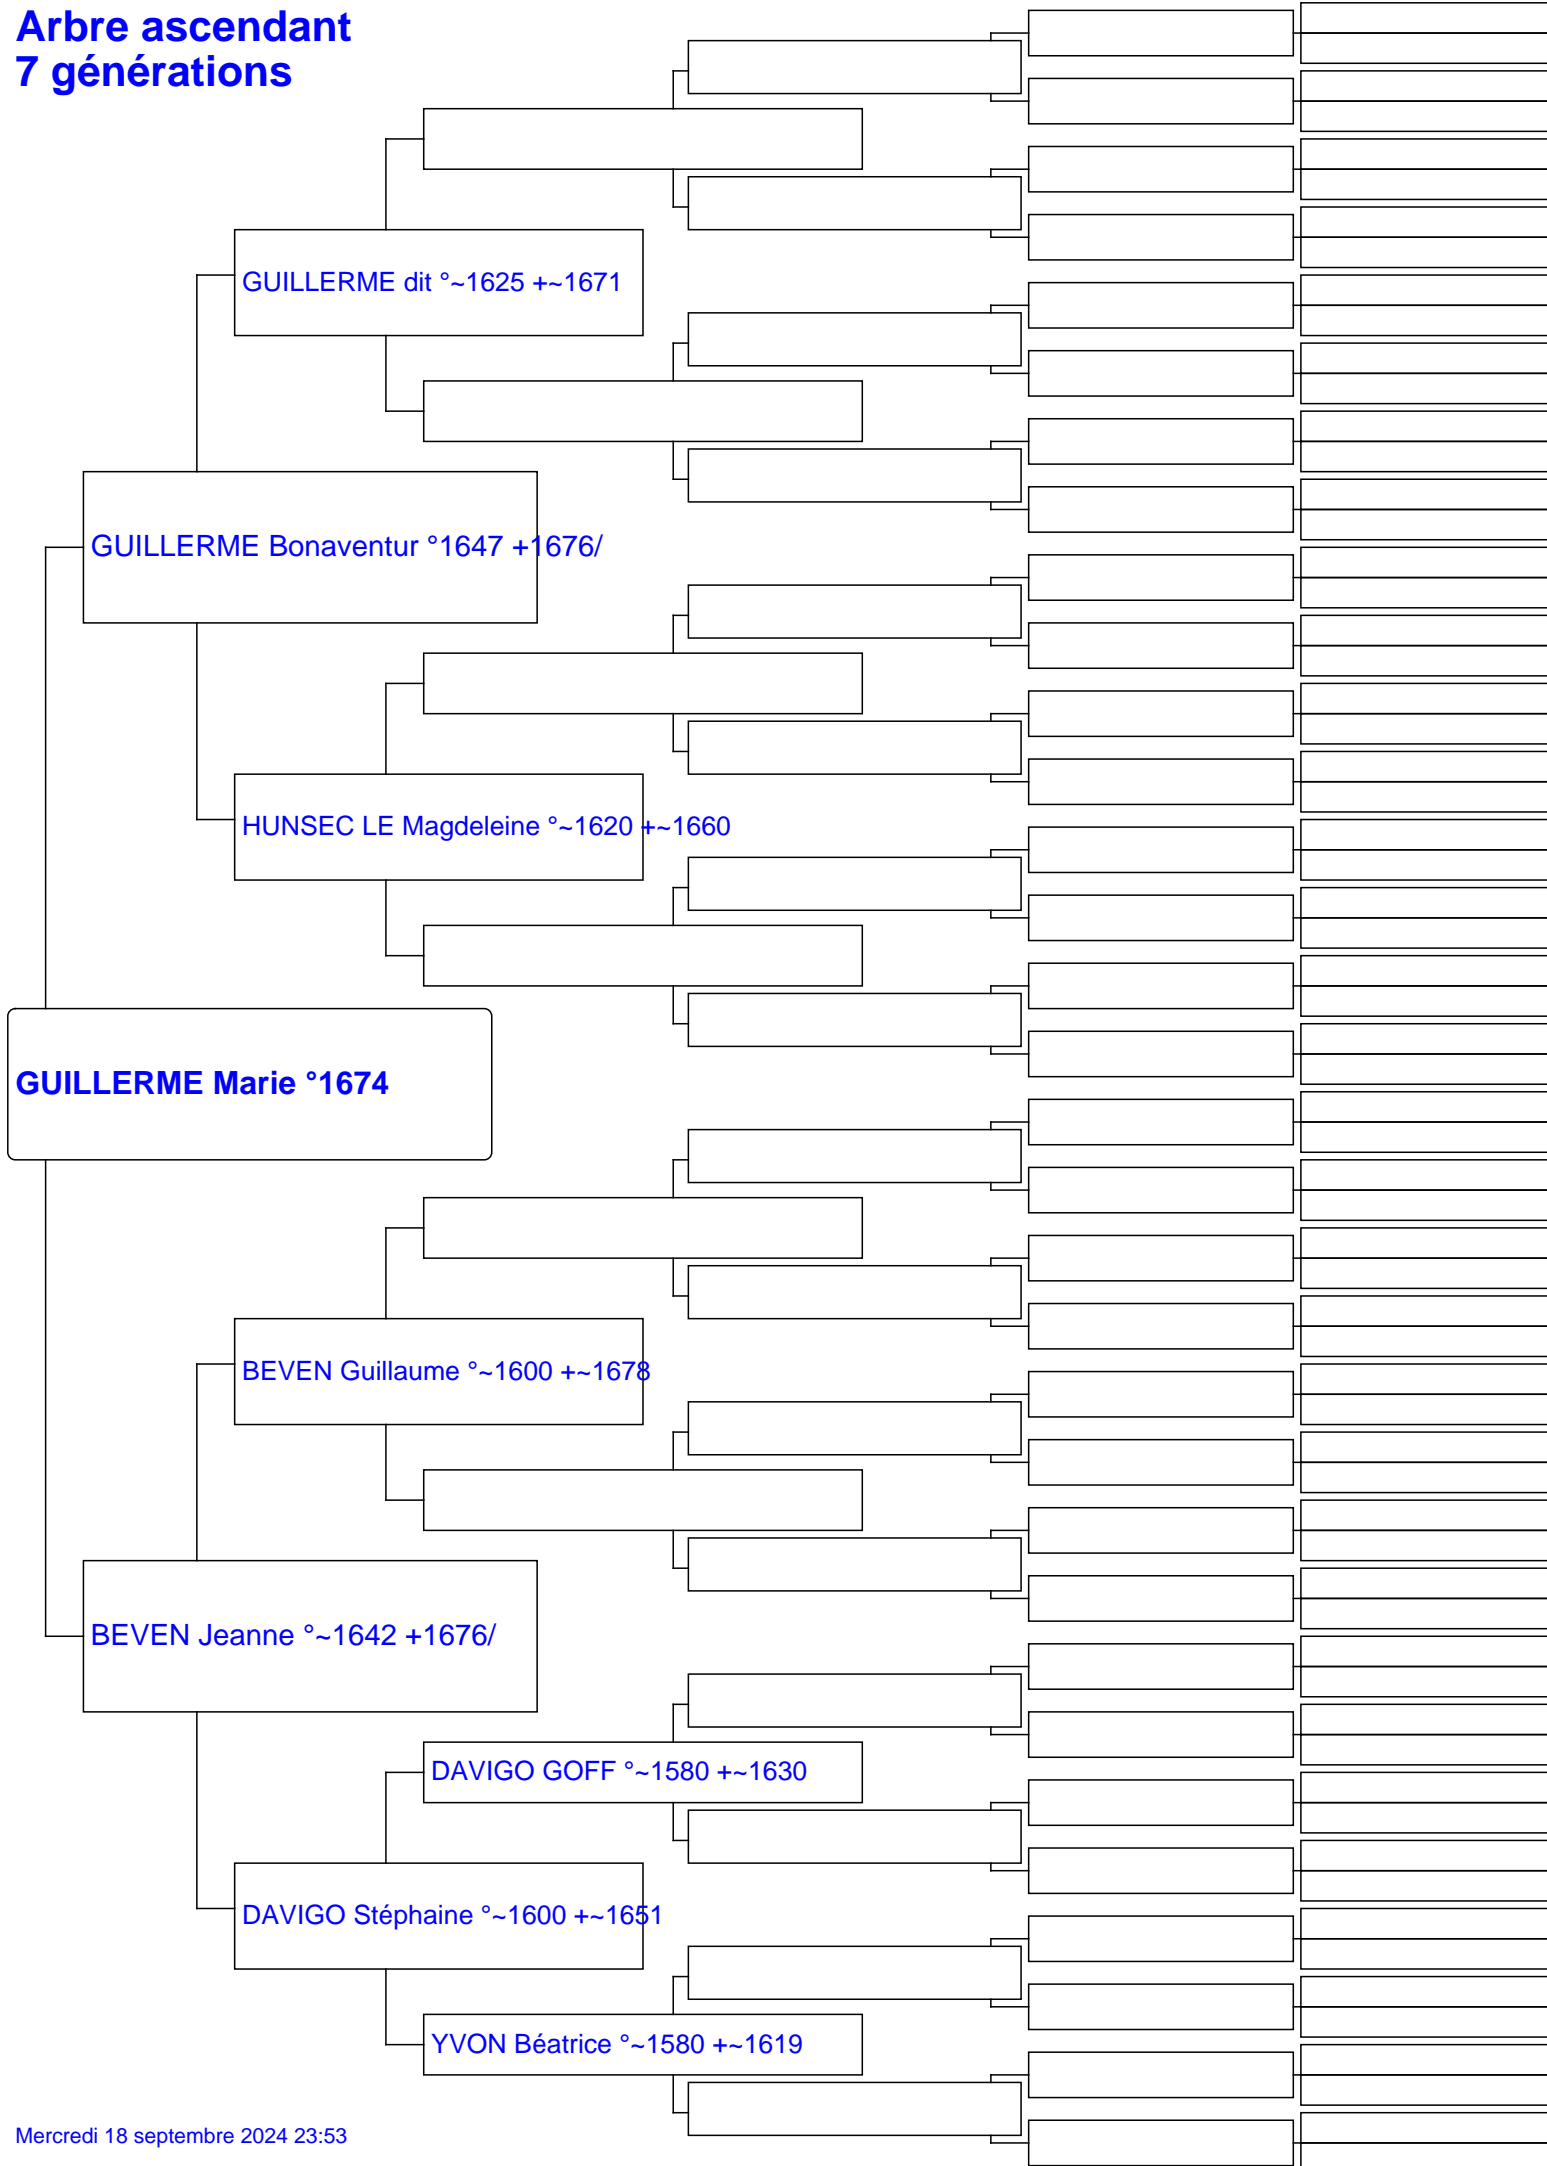 Arbre ascendant
7 générations
GUILLERME dit °~1625 +~1671
GUILLERME Bonaventur °1647 +1676/
HUNSEC LE Magdeleine °~1620 +~1660
GUILLERME Marie °1674
BEVEN Guillaume °~1600 +~1678
BEVEN Jeanne °~1642 +1676/
DAVIGO GOFF °~1580 +~1630
DAVIGO Stéphaine °~1600 +~1651
YVON Béatrice °~1580 +~1619
Mercredi 18 septembre 2024 23:53